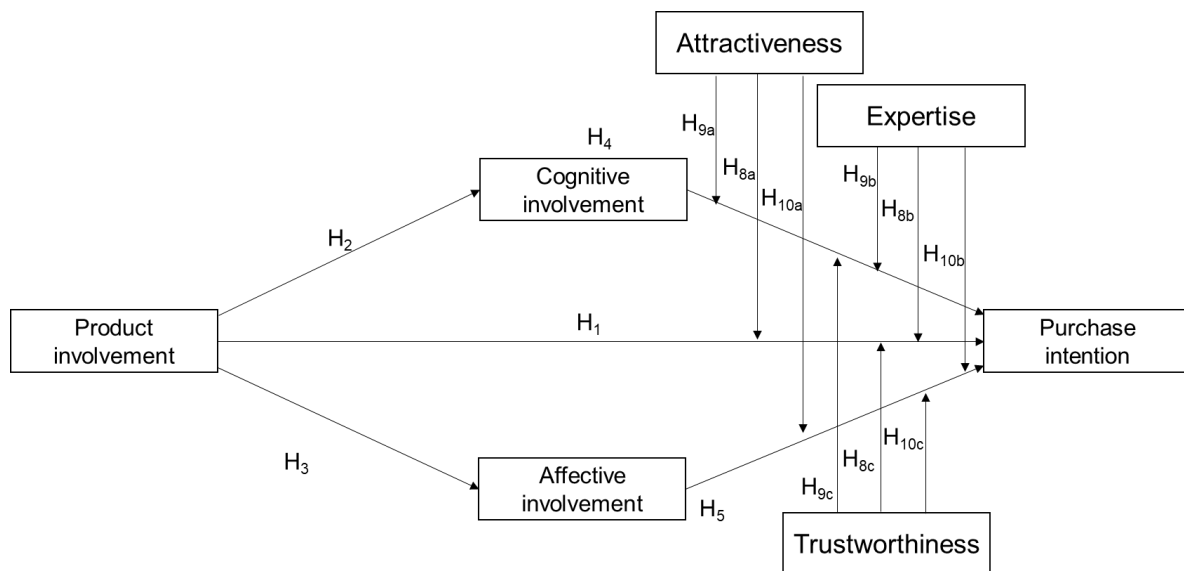 Attractiveness
Expertise
H9a
H4
H8a
H9b
H10a
H8b
Cognitive
involvement
H2
H10b
Product
involvement
H1
Purchase
intention
H3
Affective
involvement
H10c
H8c
H9c
H5
Trustworthiness